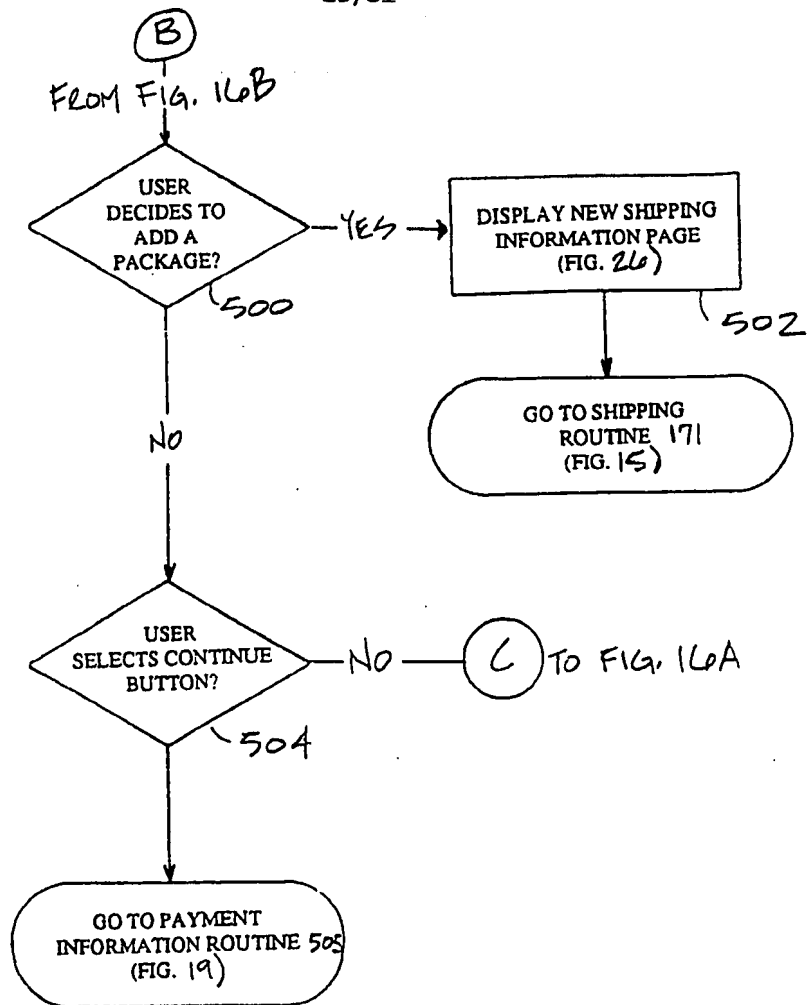 B
FROM FIG. 16B
USER
DECIDES TO
ADD A
PACKAGE?
500
YES
DISPLAY NEW SHIPPING
INFORMATION PAGE
(FIG. 26)
502
GO TO SHIPPING
ROUTINE 171
(FIG. 15)
NO
USER
SELECTS CONTINUE
BUTTON?
504
NO
C
TO FIG. 16A
GO TO PAYMENT
INFORMATION ROUTINE 505
(FIG. 19)